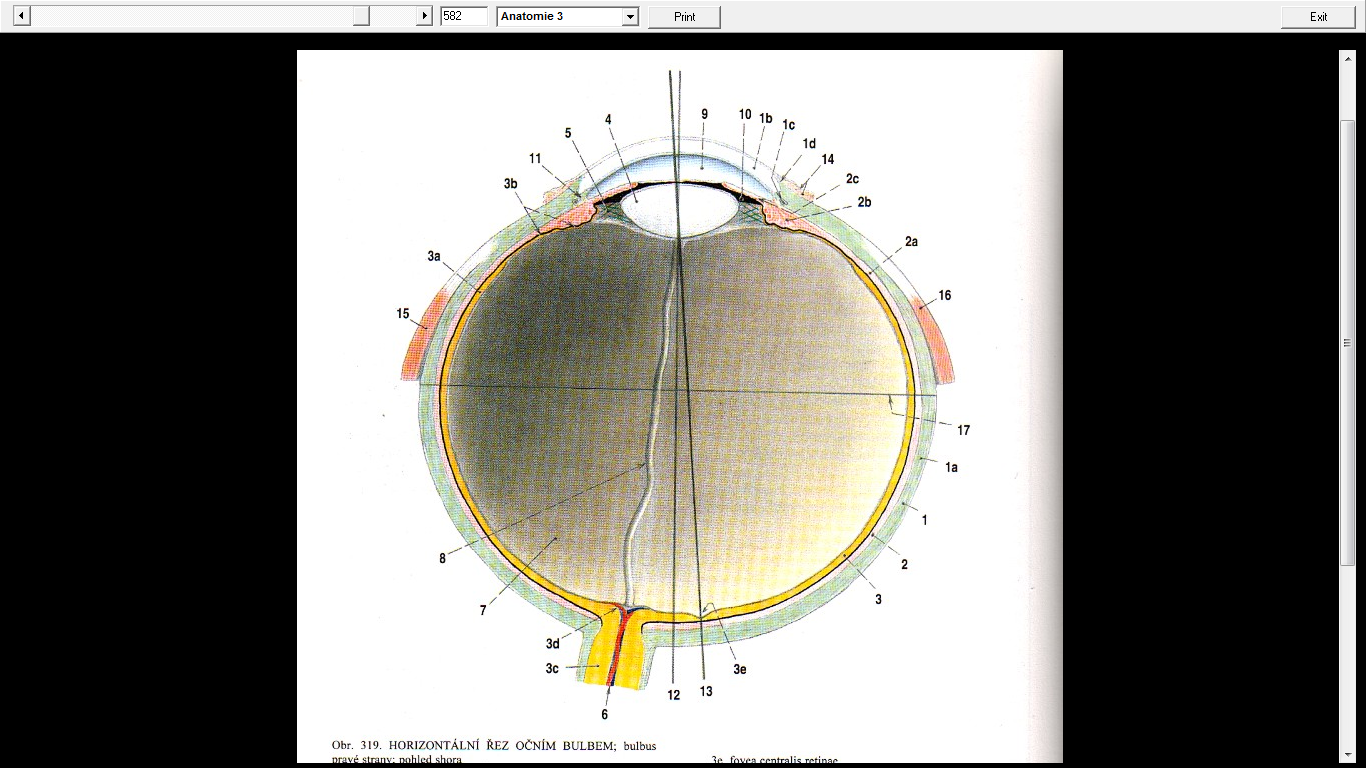 582 Anatomie 3 Print Exit
4 9 10 1b 1c
5 1d
11 14
3b 2c
2b
3a 2a
15 16
17
1a
1
8 2
7 3
3d
3c 3e
12 13
6
Obr. 319. HORIZONTÁLNÍ ŘEZ OČNÍM BULBEM; bulbus
pravé strany; pohled shora
3e fovea centralis retinae